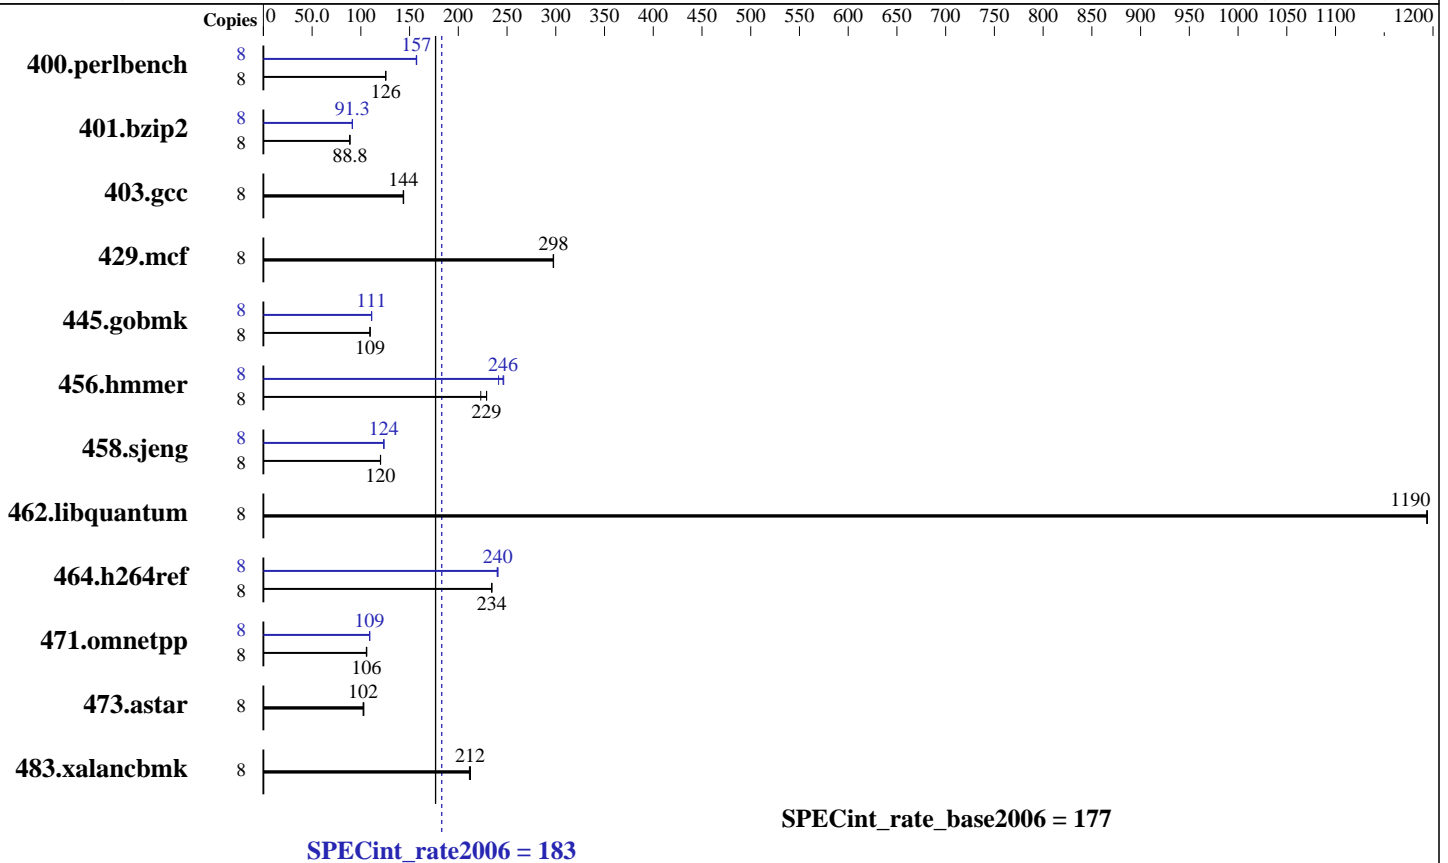 Copies 0 50.0 100 150 200 250 300 350 400 450 500 550 600 650 700 750 800 850 900 950 1000 1050 1100 1200
400.perlbench 8 157
8 126
401.bzip2 8 91.3
8 88.8
403.gcc 8 144
429.mcf 8 298
445.gobmk 8 111
8 109
456.hmmer 8 246
8 229
458.sjeng 8 124
8 120
462.libquantum 8 1190
464.h264ref 8 240
8 234
471.omnetpp 8 109
8 106
473.astar 8 102
483.xalancbmk 8 212
SPECint_rate_base2006 = 177
SPECint_rate2006 = 183